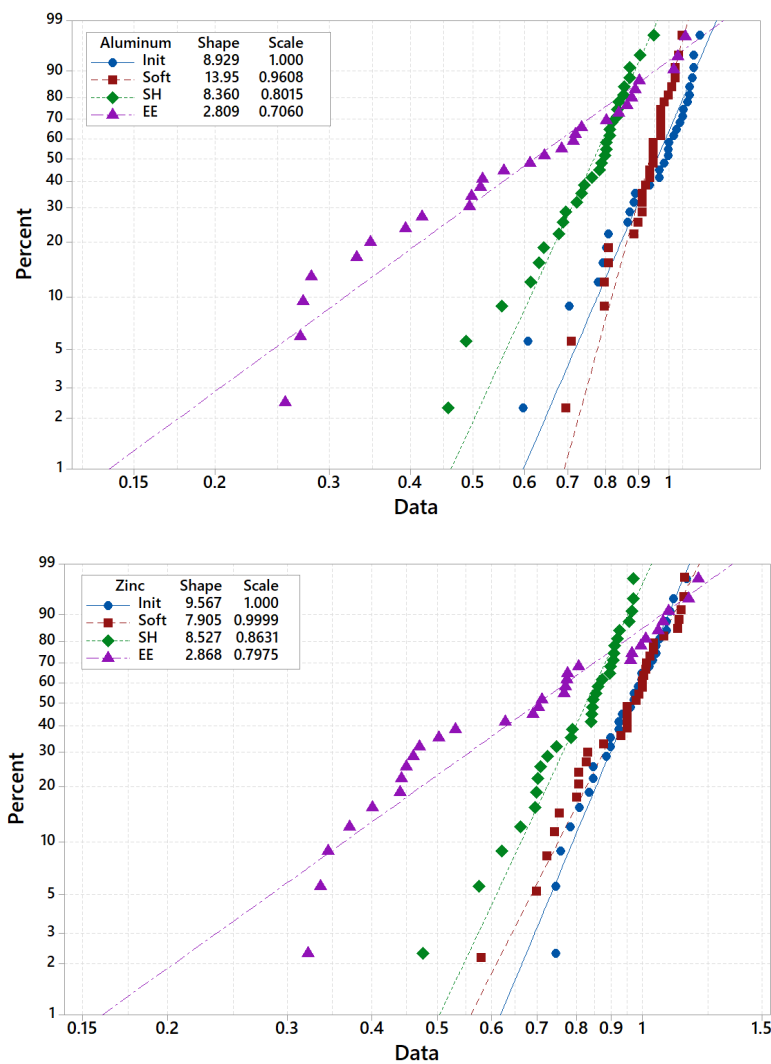 99
90
80
70
60
50
40
30
20
10
5
3
2
1
Percent
Aluminum Shape Scale
Init 8.929 1.000
Soft 13.95 0.9608
SH 8.360 0.8015
EE 2.809 0.7060
0.15 0.2 0.3 0.4 0.5 0.6 0.7 0.8 0.9 1
Data
99
90
80
70
60
50
40
30
20
10
5
3
2
1
Percent
Zinc Shape Scale
Init 9.567 1.000
Soft 7.905 0.9999
SH 8.527 0.8631
EE 2.868 0.7975
0.15 0.2 0.3 0.4 0.5 0.6 0.7 0.8 0.9 1 1.5
Data